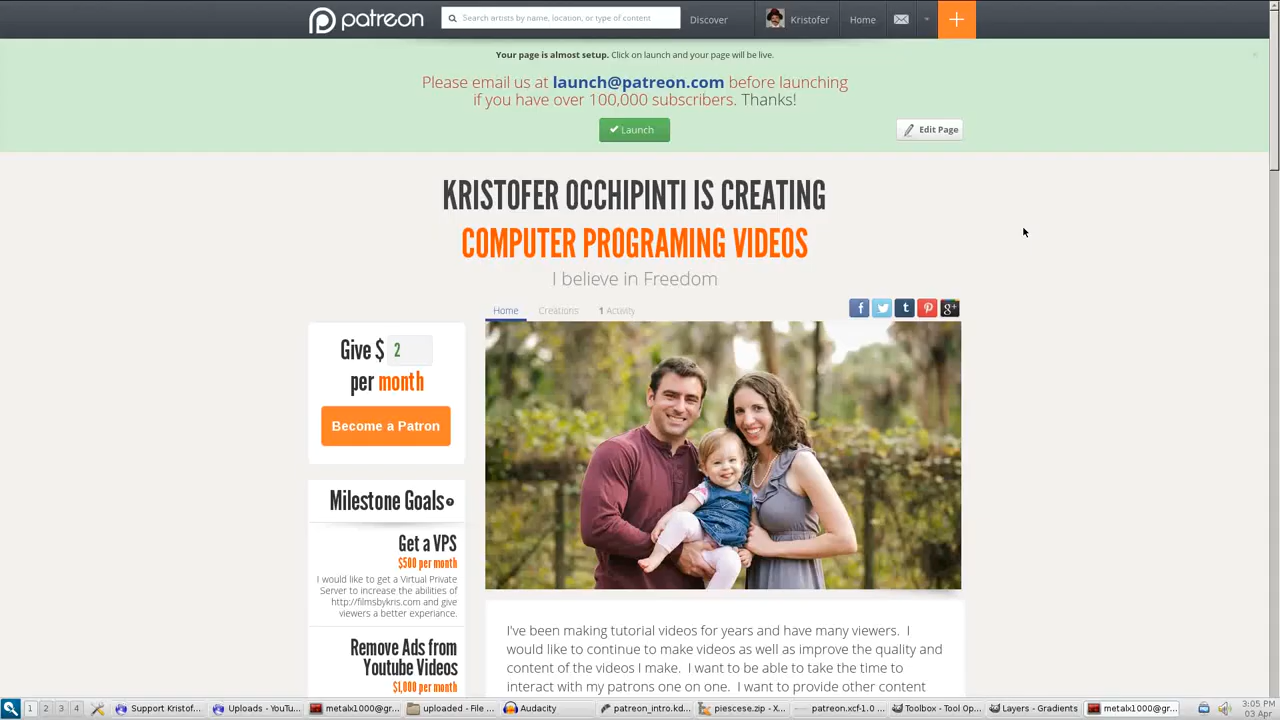 patreon
Search artists by name, location, or type of content
Discover
Kristofer
Home
Your page is almost setup. Click on launch and your page will be live.
Please email us at launch@patreon.com before launching
if you have over 100,000 subscribers. Thanks!
Launch
Edit Page
KRISTOFER OCCHIPINTI IS CREATING
COMPUTER PROGRAMING VIDEOS
I believe in Freedom
Home
Creations
1 Activity
Give $ 2
per month
Become a Patron
Milestone Goals
Get a VPS
$500 per month
I would like to get a Virtual Private
Server to increase the abilities of
http://filmsbykris.com and give
viewers a better experiance.
Remove Ads from
Youtube Videos
$1,000 per month
I've been making tutorial videos for years and have many viewers. I
would like to continue to make videos as well as improve the quality and
content of the videos I make. I want to be able to take the time to
interact with my patrons one on one. I want to provide other content
1 2 3 4
Support Kristof...
Uploads - YouTu...
metalx1000@gr...
uploaded - File ...
Audacity
patreon_intro.kd...
piescese.zip - X...
patreon.xcf-1.0 ...
Toolbox - Tool Op...
Layers - Gradients
metalx1000@gr...
3:05 PM
03 Apr